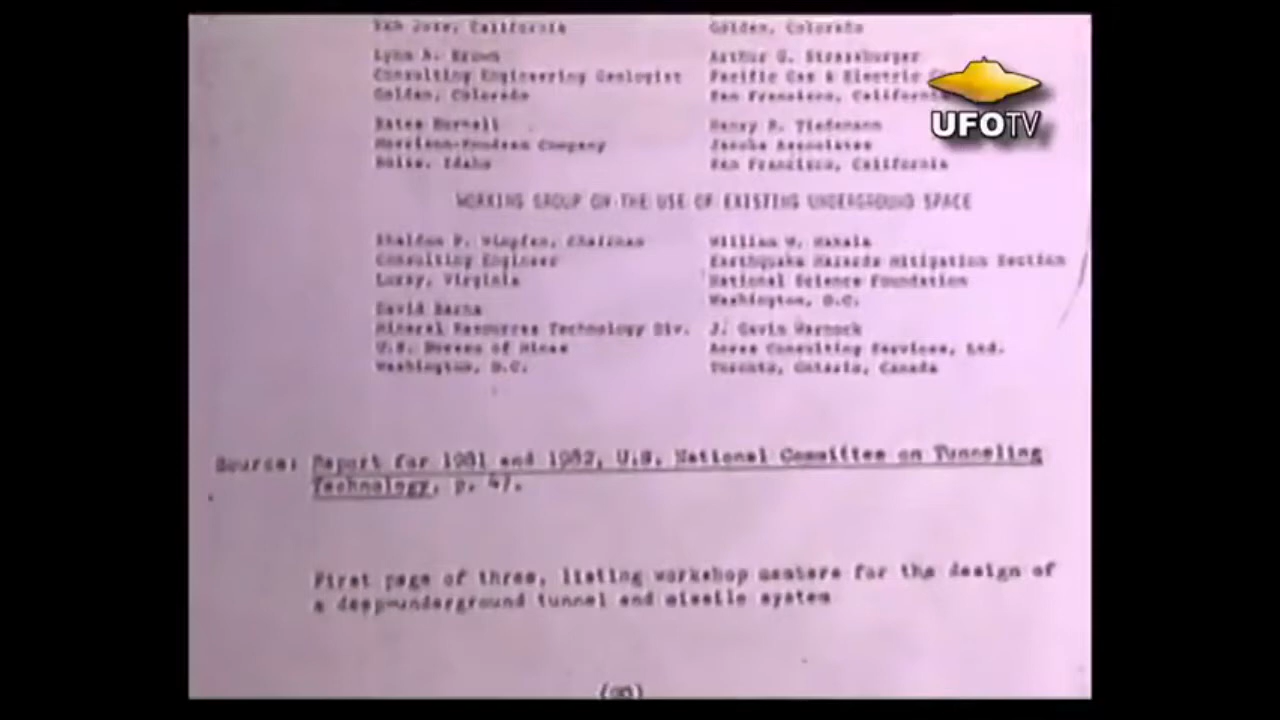 San Jose, California
Golden, Colorado
Lynn A. Brown
Consulting Engineering Geologist
Golden, Colorado
Arthur G. Strassburger
Pacific Gas & Electric
San Francisco, California
Bates Burnell
Morrison-Knudsen Company
Boise, Idaho
Henry R. Tiedemann
Jacobs Associates
San Francisco, California
WORKING GROUP ON THE USE OF EXISTING UNDERGROUND SPACE
Sheldon P. Wimpfen, Chairman
Consulting Engineer
Luray, Virginia
David Barna
Mineral Resources Technology Div.
U.S. Bureau of Mines
Washington, D.C.
William W. Hakala
Earthquake Hazards Mitigation Section
National Science Foundation
Washington, D.C.
J. Gavin Warnock
Acres Consulting Services, Ltd.
Toronto, Ontario, Canada
Source: Report for 1981 and 1982, U.S. National Committee on Tunneling
Technology, p. 47.
First page of three, listing workshop members for the design of
a deep-underground tunnel and missile system
UFOTV